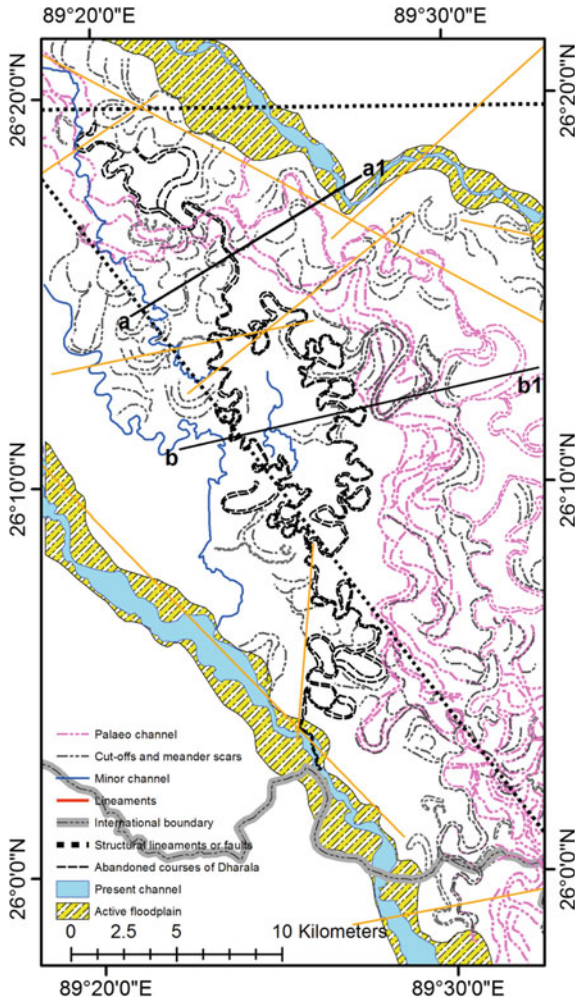 89°20'0"E 89°30'0"E
26°20'0"N 26°20'0"N
a1
a
b1
b
26°10'0"N 26°10'0"N
Palaeo channel
Cut-offs and meander scars
Minor channel
Lineaments
International boundary
Structural lineaments or faults
Abandoned courses of Dharala
Present channel
Active floodplain
26°0'0"N 26°0'0"N
0 2.5 5 10 Kilometers
89°20'0"E 89°30'0"E